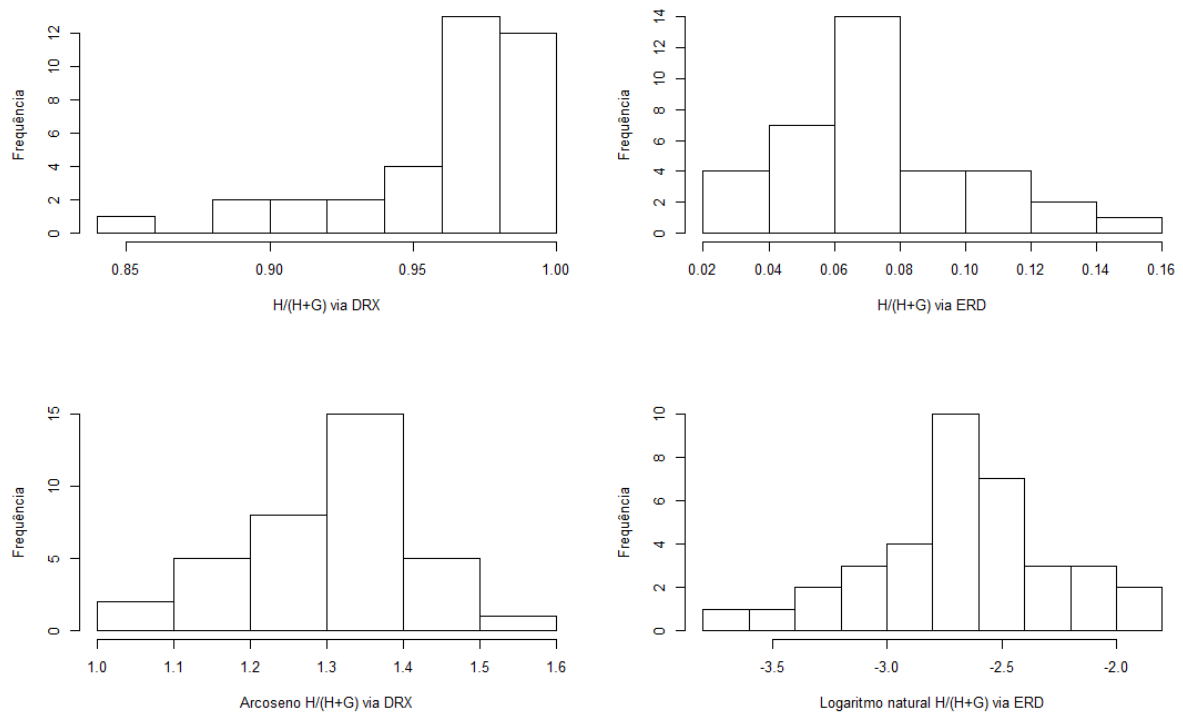 Frequência
0 2 4 6 8 10 12
0.85 0.90 0.95 1.00
H/(H+G) via DRX
Frequência
0 2 4 6 8 10 12 14
0.02 0.04 0.06 0.08 0.10 0.12 0.14 0.16
H/(H+G) via ERD
Frequência
0 5 10 15
1.0 1.1 1.2 1.3 1.4 1.5 1.6
Arcoseno H/(H+G) via DRX
Frequência
0 2 4 6 8 10
-3.5 -3.0 -2.5 -2.0
Logaritmo natural H/(H+G) via ERD